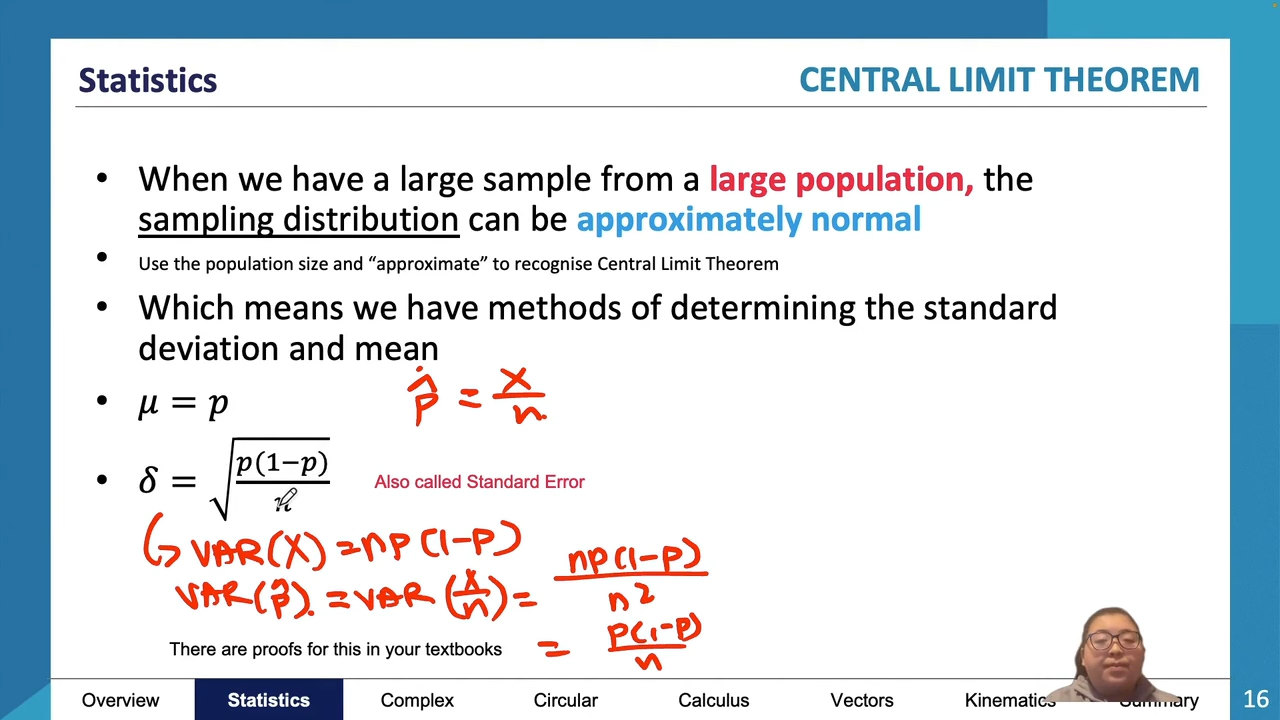 Statistics
CENTRAL LIMIT THEOREM
• When we have a large sample from a large population, the
sampling distribution can be approximately normal
• Use the population size and “approximate” to recognise Central Limit Theorem
• Which means we have methods of determining the standard
deviation and mean
• μ = p
p̂ = X/n
• δ = √(p(1−p)/n)
Also called Standard Error
↳ VAR(X) = np(1-p)
VAR(p̂). = VAR(X/n) = np(1-p)/n²
= p(1-p)/n
There are proofs for this in your textbooks
Overview Statistics Complex Circular Calculus Vectors Kinematics Summary 16